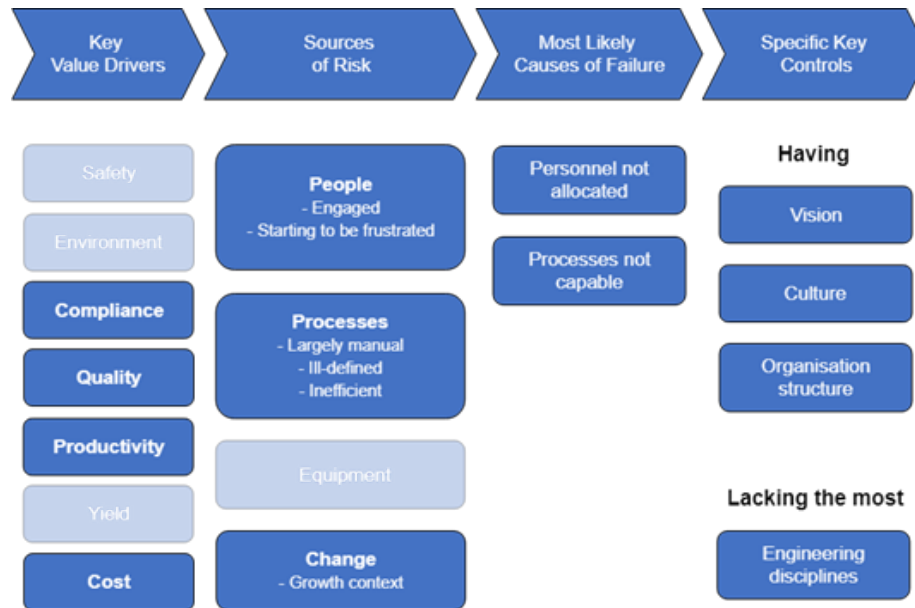 Key
Value Drivers
Sources
of Risk
Most Likely
Causes of Failure
Specific Key
Controls
Safety
Environment
Compliance
Quality
Productivity
Yield
Cost
People
- Engaged
- Starting to be frustrated
Processes
- Largely manual
- Ill-defined
- Inefficient
Equipment
Change
- Growth context
Personnel not
allocated
Processes not
capable
Having
Vision
Culture
Organisation
structure
Lacking the most
Engineering
disciplines